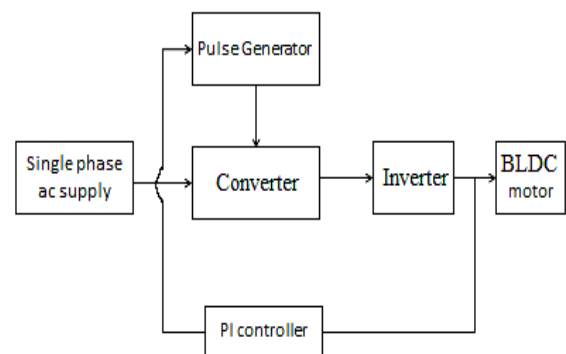 Pulse Generator
Single phase
ac supply
Converter
Inverter
BLDC
motor
PI controller